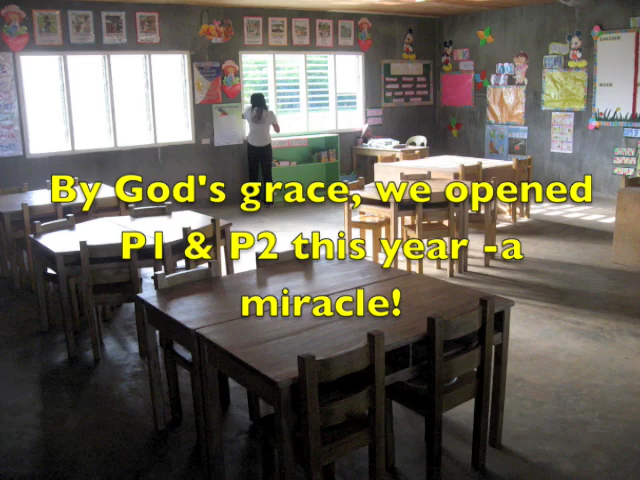 By God's grace, we opened
P1 & P2 this year -a
miracle!